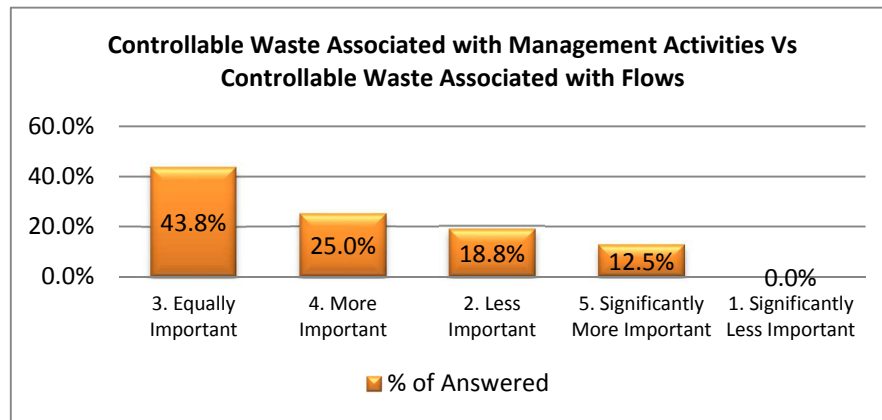 Controllable Waste Associated with Management Activities Vs
Controllable Waste Associated with Flows
60.0%
40.0%
20.0%
0.0%
43.8%
25.0%
18.8%
12.5%
0.0%
3. Equally
Important
4. More
Important
2. Less
Important
5. Significantly
More Important
1. Significantly
Less Important
% of Answered